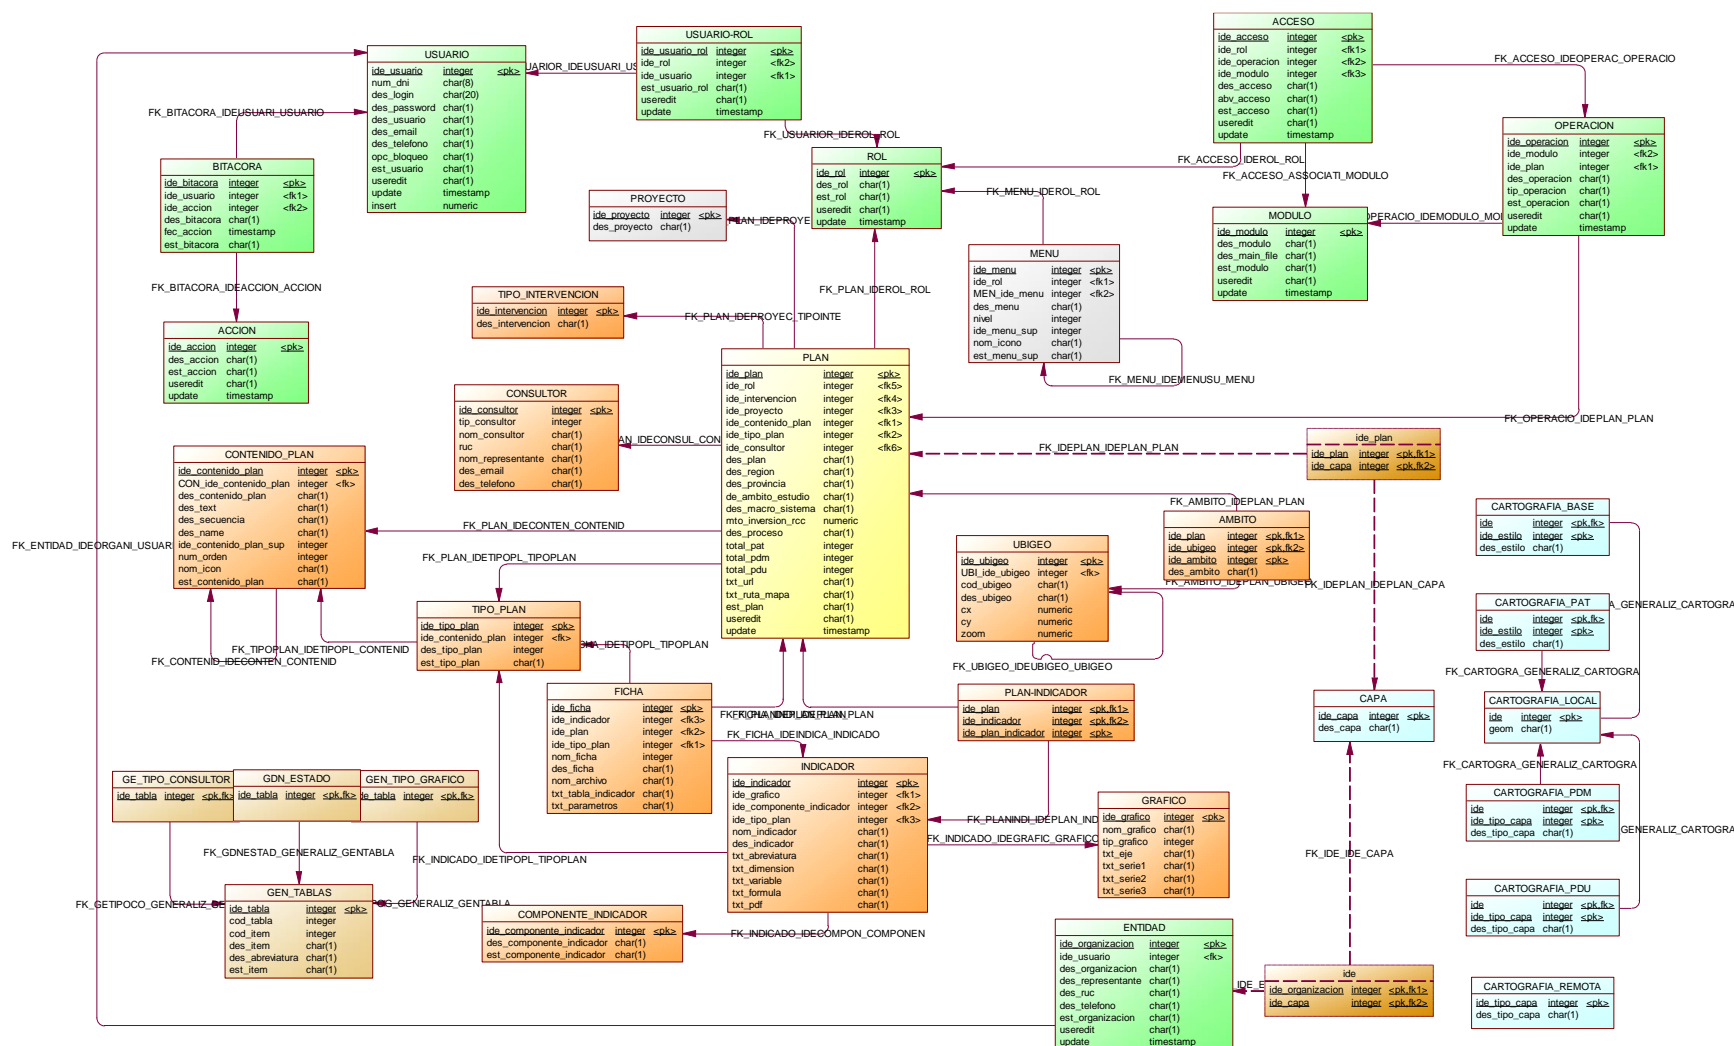 USUARIO
ide_usuario integer <pk>
num_dni char(8)
des_login char(20)
des_password char(1)
des_usuario char(1)
des_email char(1)
des_telefono char(1)
opc_bloqueo char(1)
est_usuario char(1)
useredit char(1)
update timestamp
insert numeric
USUARIO-ROL
ide_usuario_rol integer <pk>
ide_rol integer <fk2>
ide_usuario integer <fk1>
est_usuario_rol char(1)
useredit char(1)
update timestamp
ACCESO
ide_acceso integer <pk>
ide_rol integer <fk1>
ide_operacion integer <fk2>
ide_modulo integer <fk3>
des_acceso char(1)
abv_acceso char(1)
est_acceso char(1)
useredit char(1)
update timestamp
FK_ACCESO_IDEOPERAC_OPERACIO
OPERACION
ide_operacion integer <pk>
ide_modulo integer <fk2>
ide_plan integer <fk1>
des_operacion char(1)
tip_operacion char(1)
est_operacion char(1)
useredit char(1)
update timestamp
FK_BITACORA_IDEUSUARI_USUARIO
BITACORA
ide_bitacora integer <pk>
ide_usuario integer <fk1>
ide_accion integer <fk2>
des_bitacora char(1)
fec_accion timestamp
est_bitacora char(1)
FK_USUARIOR_IDEROL_ROL
ROL
ide_rol integer <pk>
des_rol char(1)
est_rol char(1)
useredit char(1)
update timestamp
FK_ACCESO_IDEROL_ROL
FK_ACCESO_ASSOCIATI_MODULO
PROYECTO
ide_proyecto integer <pk>
des_proyecto char(1)
FK_MENU_IDEROL_ROL
MODULO
ide_modulo integer <pk>
des_modulo char(1)
des_main_file char(1)
est_modulo char(1)
useredit char(1)
update timestamp
MENU
ide_menu integer <pk>
ide_rol integer <fk1>
MEN_ide_menu integer <fk2>
des_menu char(1)
nivel integer
ide_menu_sup integer
nom_icono char(1)
est_menu_sup char(1)
FK_MENU_IDEMENUSU_MENU
FK_BITACORA_IDEACCION_ACCION
ACCION
ide_accion integer <pk>
des_accion char(1)
est_accion char(1)
useredit char(1)
update timestamp
TIPO_INTERVENCION
ide_intervencion integer <pk>
des_intervencion char(1)
FK_PLAN_IDEROL_ROL
FK_PLAN_IDEPROYEC_TIPOINTE
PLAN
ide_plan integer <pk>
ide_rol integer <fk5>
ide_intervencion integer <fk4>
ide_proyecto integer <fk3>
ide_contenido_plan integer <fk1>
ide_tipo_plan integer <fk2>
ide_consultor integer <fk6>
des_plan char(1)
des_region char(1)
des_provincia char(1)
de_ambito_estudio char(1)
des_macro_sistema char(1)
mto_inversion_rcc numeric
des_proceso char(1)
total_pat integer
total_pdm integer
total_pdu integer
txt_url char(1)
txt_ruta_mapa char(1)
est_plan char(1)
useredit char(1)
update timestamp
CONSULTOR
ide_consultor integer <pk>
tip_consultor integer
nom_consultor char(1)
ruc char(1)
nom_representante char(1)
des_email char(1)
des_telefono char(1)
FK_OPERACIO_IDEPLAN_PLAN
FK_IDEPLAN_IDEPLAN_PLAN
ide_plan
ide_plan integer <pk,fk1>
ide_capa integer <pk,fk2>
CONTENIDO_PLAN
ide_contenido_plan integer <pk>
CON_ide_contenido_plan integer <fk>
des_contenido_plan char(1)
des_text char(1)
des_secuencia char(1)
des_name char(1)
ide_contenido_plan_sup integer
num_orden integer
nom_icon char(1)
est_contenido_plan char(1)
FK_PLAN_IDECONTEN_CONTENID
FK_PLAN_IDETIPOPL_TIPOPLAN
FK_AMBITO_IDEPLAN_PLAN
AMBITO
ide_plan integer <pk,fk1>
ide_ubigeo integer <pk,fk2>
ide_ambito integer <pk>
des_ambito char(1)
CARTOGRAFIA_BASE
ide integer <pk,fk>
ide_estilo integer <pk>
des_estilo char(1)
UBIGEO
ide_ubigeo integer <pk>
UBI_ide_ubigeo integer <fk>
cod_ubigeo char(1)
des_ubigeo char(1)
cx numeric
cy numeric
zoom numeric
FK_UBIGEO_IDEUBIGEO_UBIGEO
FK_IDEPLAN_IDEPLAN_CAPA
CARTOGRAFIA_PAT
ide integer <pk,fk>
ide_estilo integer <pk>
des_estilo char(1)
FK_CARTOGRA_GENERALIZ_CARTOGRA
TIPO_PLAN
ide_tipo_plan integer <pk>
ide_contenido_plan integer <fk>
des_tipo_plan integer
est_tipo_plan char(1)
FK_TIPOPLAN_IDETIPOPL_CONTENID
FK_CONTENID_IDECONTEN_CONTENID
FICHA
ide_ficha integer <pk>
ide_indicador integer <fk3>
ide_plan integer <fk2>
ide_tipo_plan integer <fk1>
nom_ficha integer
des_ficha char(1)
nom_archivo char(1)
txt_tabla_indicador char(1)
txt_parametros char(1)
FK_FICHA_IDEINDICA_INDICADO
PLAN-INDICADOR
ide_plan integer <pk,fk1>
ide_indicador integer <pk,fk2>
ide_plan_indicador integer <pk>
CAPA
ide_capa integer <pk>
des_capa char(1)
CARTOGRAFIA_LOCAL
ide integer <pk>
geom char(1)
FK_CARTOGRA_GENERALIZ_CARTOGRA
CARTOGRAFIA_PDM
ide integer <pk,fk>
ide_tipo_capa integer <pk>
des_tipo_capa char(1)
GE_TIPO_CONSULTOR
ide_tabla integer <pk,fk>
GDN_ESTADO
ide_tabla integer <pk,fk>
GEN_TIPO_GRAFICO
ide_tabla integer <pk,fk>
INDICADOR
ide_indicador integer <pk>
ide_grafico integer <fk1>
ide_componente_indicador integer <fk2>
ide_tipo_plan integer <fk3>
nom_indicador char(1)
des_indicador char(1)
txt_abreviatura char(1)
txt_dimension char(1)
txt_variable char(1)
txt_formula char(1)
txt_pdf char(1)
GRAFICO
ide_grafico integer <pk>
nom_grafico char(1)
tip_grafico integer
txt_eje char(1)
txt_serie1 char(1)
txt_serie2 char(1)
txt_serie3 char(1)
FK_INDICADO_IDEGRAFIC_GRAFICO
FK_GDNESTAD_GENERALIZ_GENTABLA
FK_INDICADO_IDETIPOPL_TIPOPLAN
FK_IDE_IDE_CAPA
GEN_TABLAS
ide_tabla integer <pk>
cod_tabla integer
cod_item integer
des_item char(1)
des_abreviatura char(1)
est_item char(1)
COMPONENTE_INDICADOR
ide_componente_indicador integer <pk>
des_componente_indicador char(1)
est_componente_indicador char(1)
FK_INDICADO_IDECOMPON_COMPONEN
CARTOGRAFIA_PDU
ide integer <pk,fk>
ide_tipo_capa integer <pk>
des_tipo_capa char(1)
ENTIDAD
ide_organizacion integer <pk>
ide_usuario integer <fk>
des_organizacion char(1)
des_representante char(1)
des_ruc char(1)
des_telefono char(1)
est_organizacion char(1)
useredit char(1)
update timestamp
ide
ide_organizacion integer <pk,fk1>
ide_capa integer <pk,fk2>
CARTOGRAFIA_REMOTA
ide_tipo_capa integer <pk>
des_tipo_capa char(1)